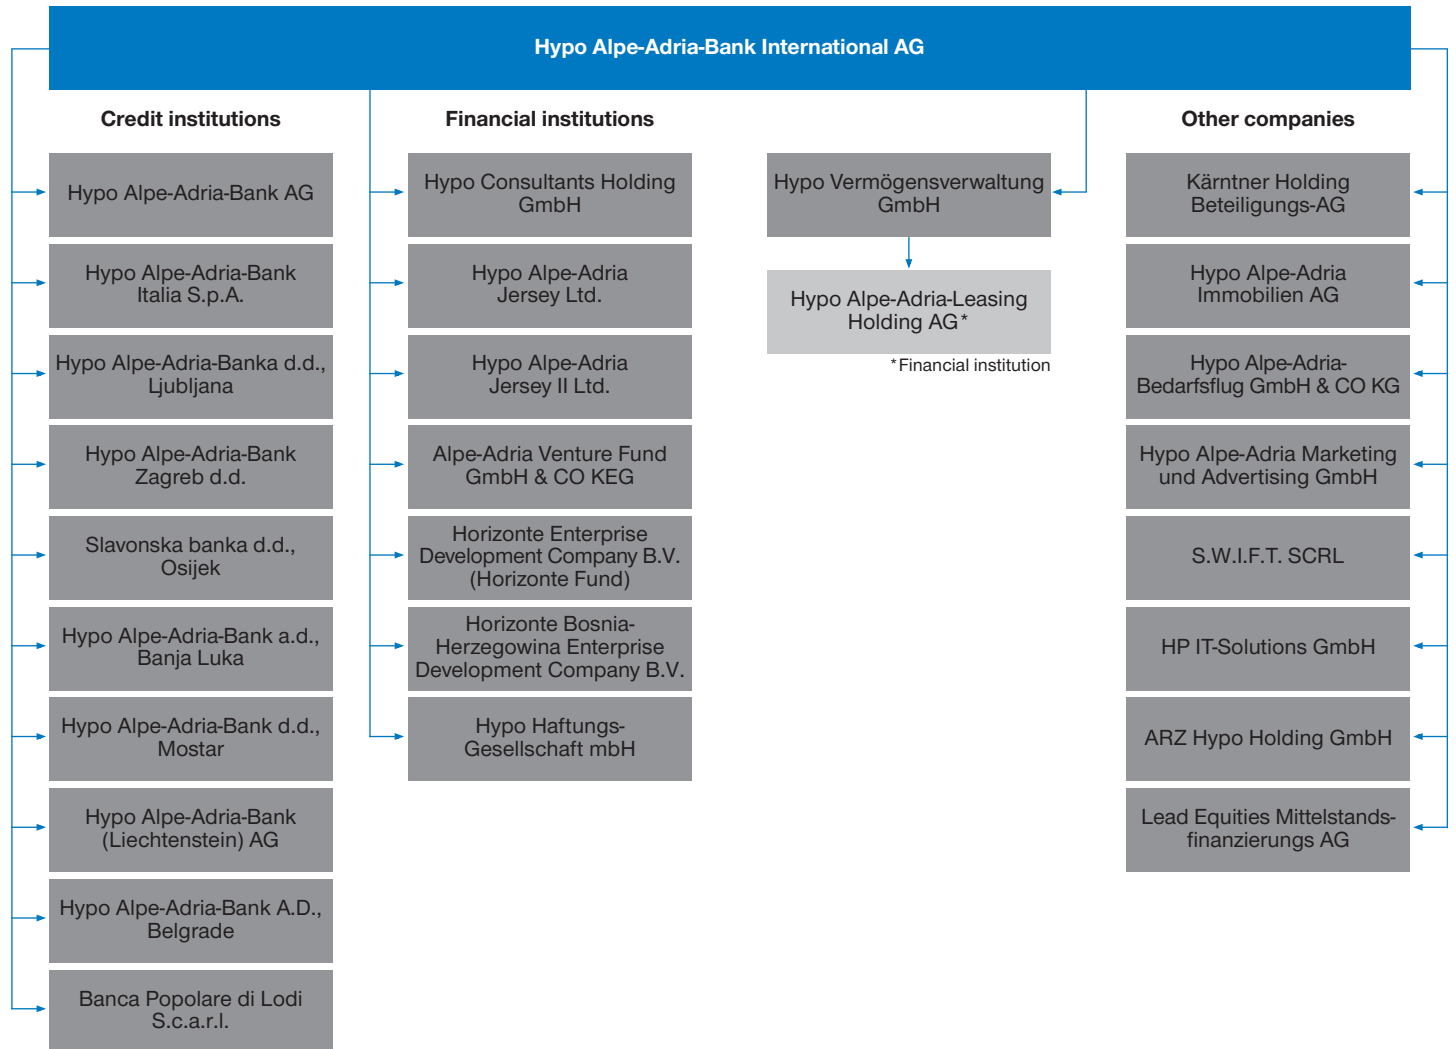 Hypo Alpe-Adria-Bank International AG
Credit institutions
Hypo Alpe-Adria-Bank AG
Hypo Alpe-Adria-Bank
Italia S.p.A.
Hypo Alpe-Adria-Banka d.d.,
Ljubljana
Hypo Alpe-Adria-Bank
Zagreb d.d.
Slavonska banka d.d.,
Osijek
Hypo Alpe-Adria-Bank a.d.,
Banja Luka
Hypo Alpe-Adria-Bank d.d.,
Mostar
Hypo Alpe-Adria-Bank
(Liechtenstein) AG
Hypo Alpe-Adria-Bank A.D.,
Belgrade
Banca Popolare di Lodi
S.c.a.r.l.
Financial institutions
Hypo Consultants Holding
GmbH
Hypo Alpe-Adria
Jersey Ltd.
Hypo Alpe-Adria
Jersey II Ltd.
Alpe-Adria Venture Fund
GmbH & CO KEG
Horizonte Enterprise
Development Company B.V.
(Horizonte Fund)
Horizonte Bosnia-
Herzegowina Enterprise
Development Company B.V.
Hypo Haftungs-
Gesellschaft mbH
Hypo Vermögensverwaltung
GmbH
Hypo Alpe-Adria-Leasing
Holding AG*
*Financial institution
Other companies
Kärntner Holding
Beteiligungs-AG
Hypo Alpe-Adria
Immobilien AG
Hypo Alpe-Adria-
Bedarfsflug GmbH & CO KG
Hypo Alpe-Adria Marketing
und Advertising GmbH
S.W.I.F.T. SCRL
HP IT-Solutions GmbH
ARZ Hypo Holding GmbH
Lead Equities Mittelstands-
finanzierungs AG